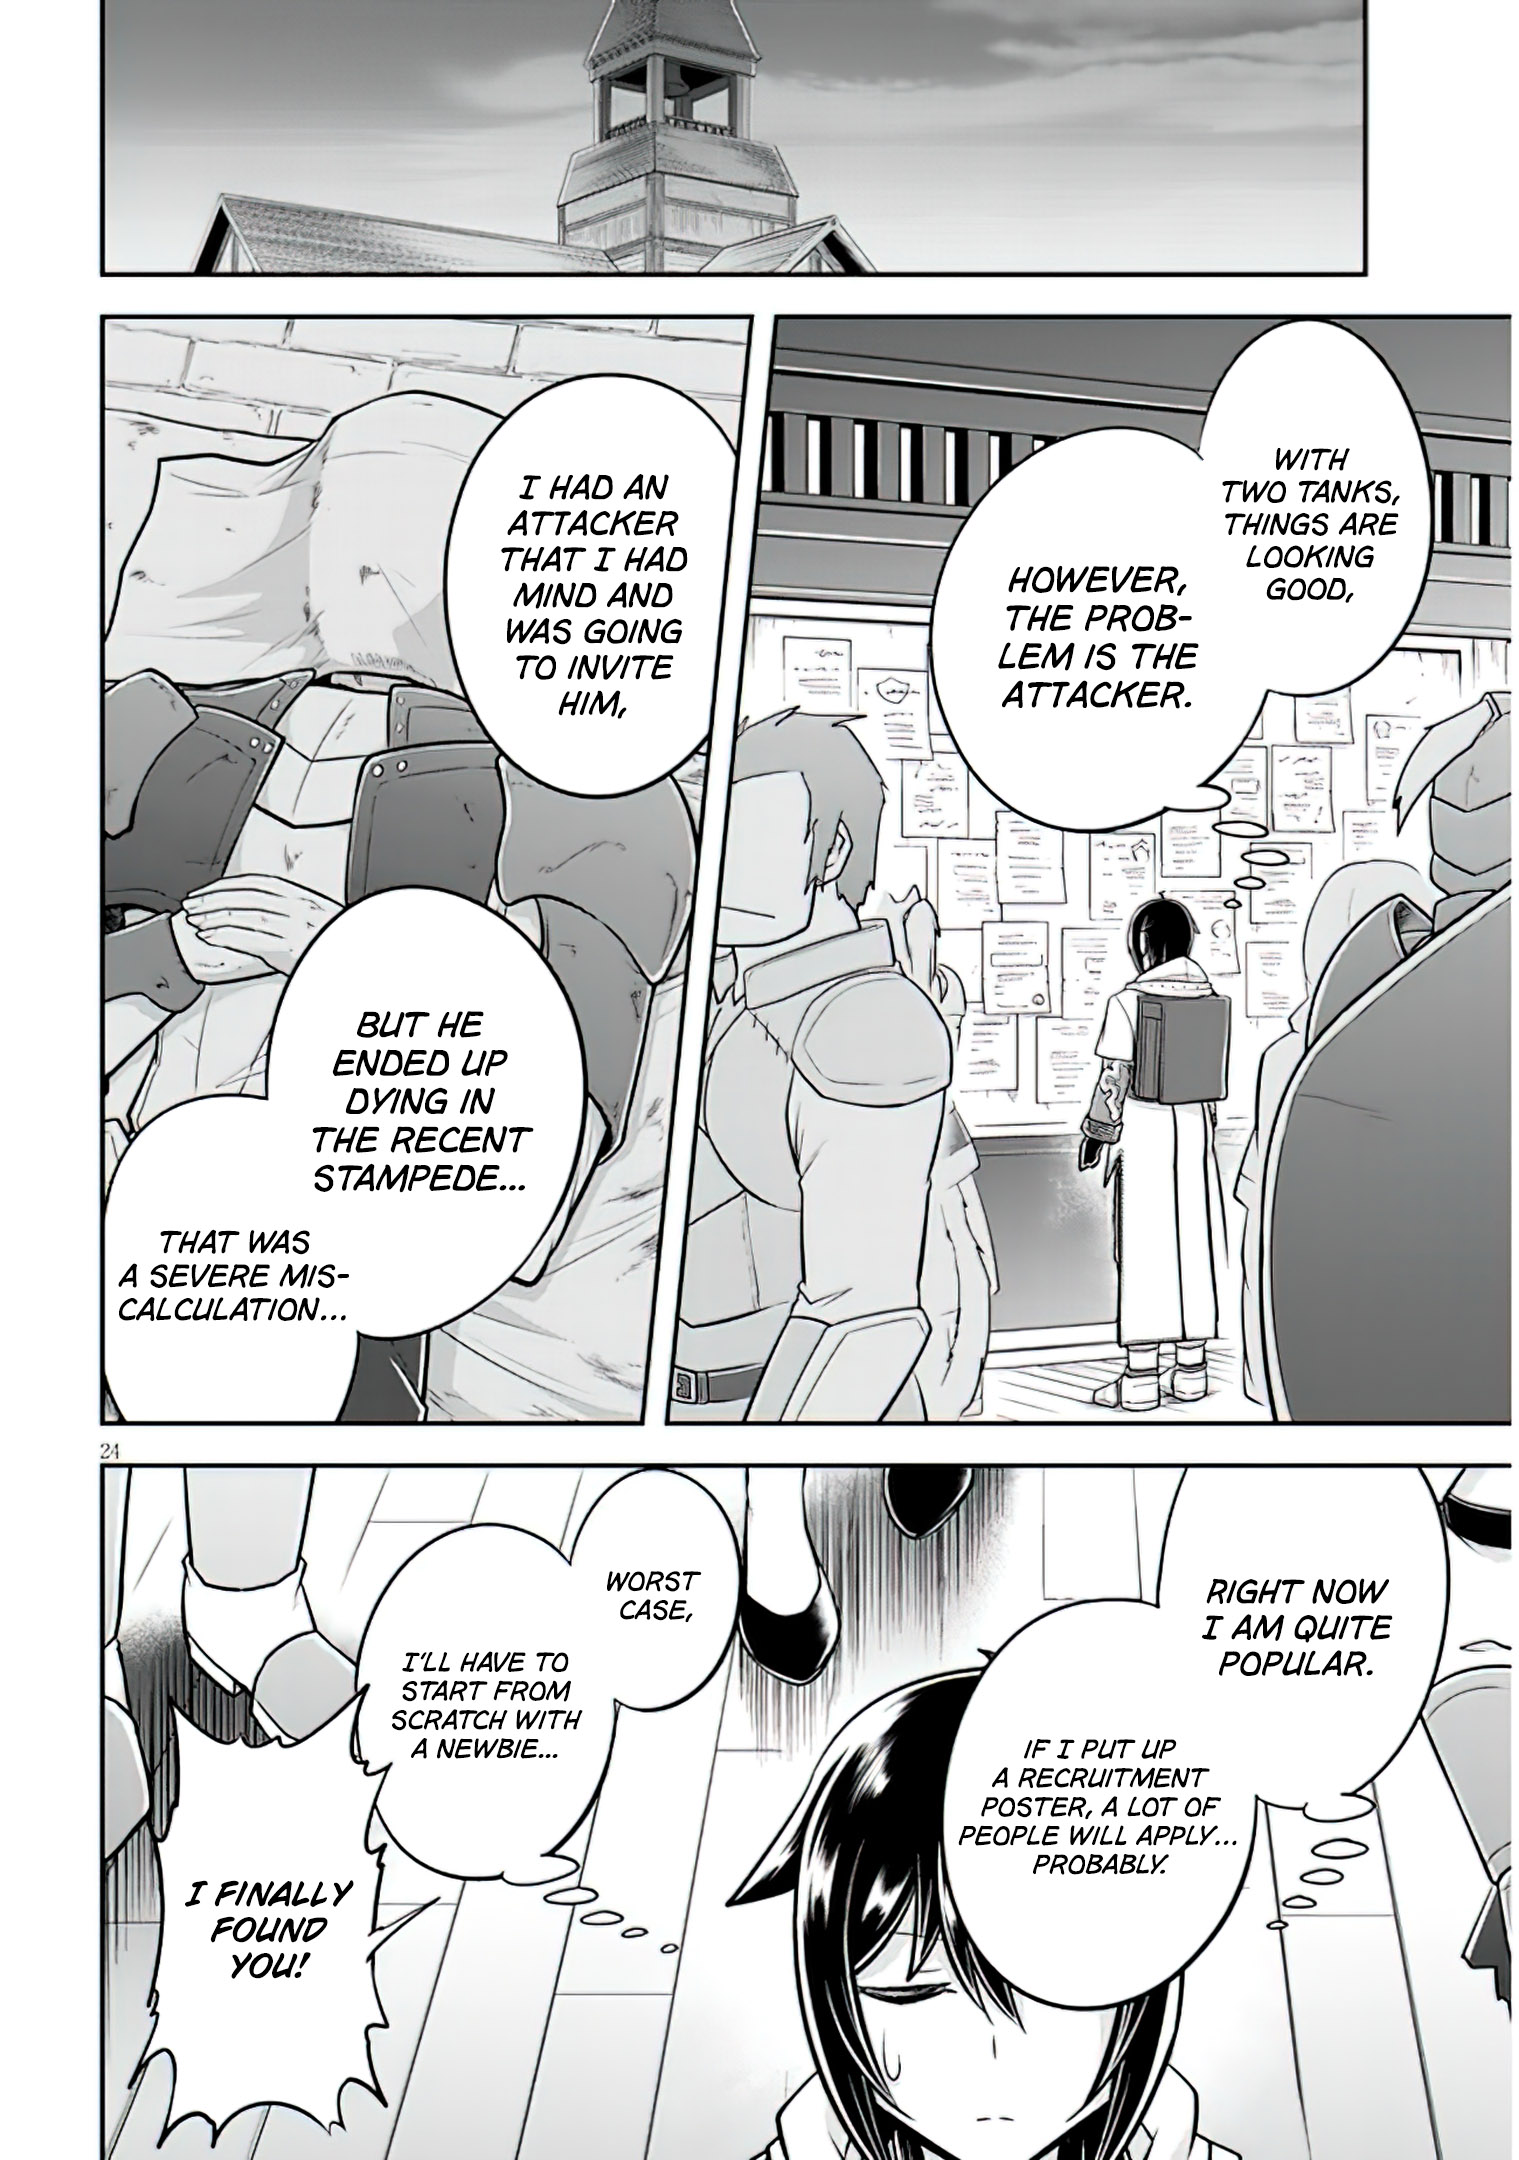 WITH
TWO TANKS,
THINGS ARE
LOOKING
GOOD,
HOWEVER,
THE PROB-
LEM IS THE
ATTACKER.
I HAD AN
ATTACKER
THAT I HAD
MIND AND
WAS GOING
TO INVITE
HIM,
BUT HE
ENDED UP
DYING IN
THE RECENT
STAMPEDE...
THAT WAS
A SEVERE MIS-
CALCULATION...
24
RIGHT NOW
I AM QUITE
POPULAR.
IF I PUT UP
A RECRUITMENT
POSTER, A LOT OF
PEOPLE WILL APPLY...
PROBABLY.
WORST
CASE,
I'LL HAVE TO
START FROM
SCRATCH WITH
A NEWBIE...
I FINALLY
FOUND
YOU!